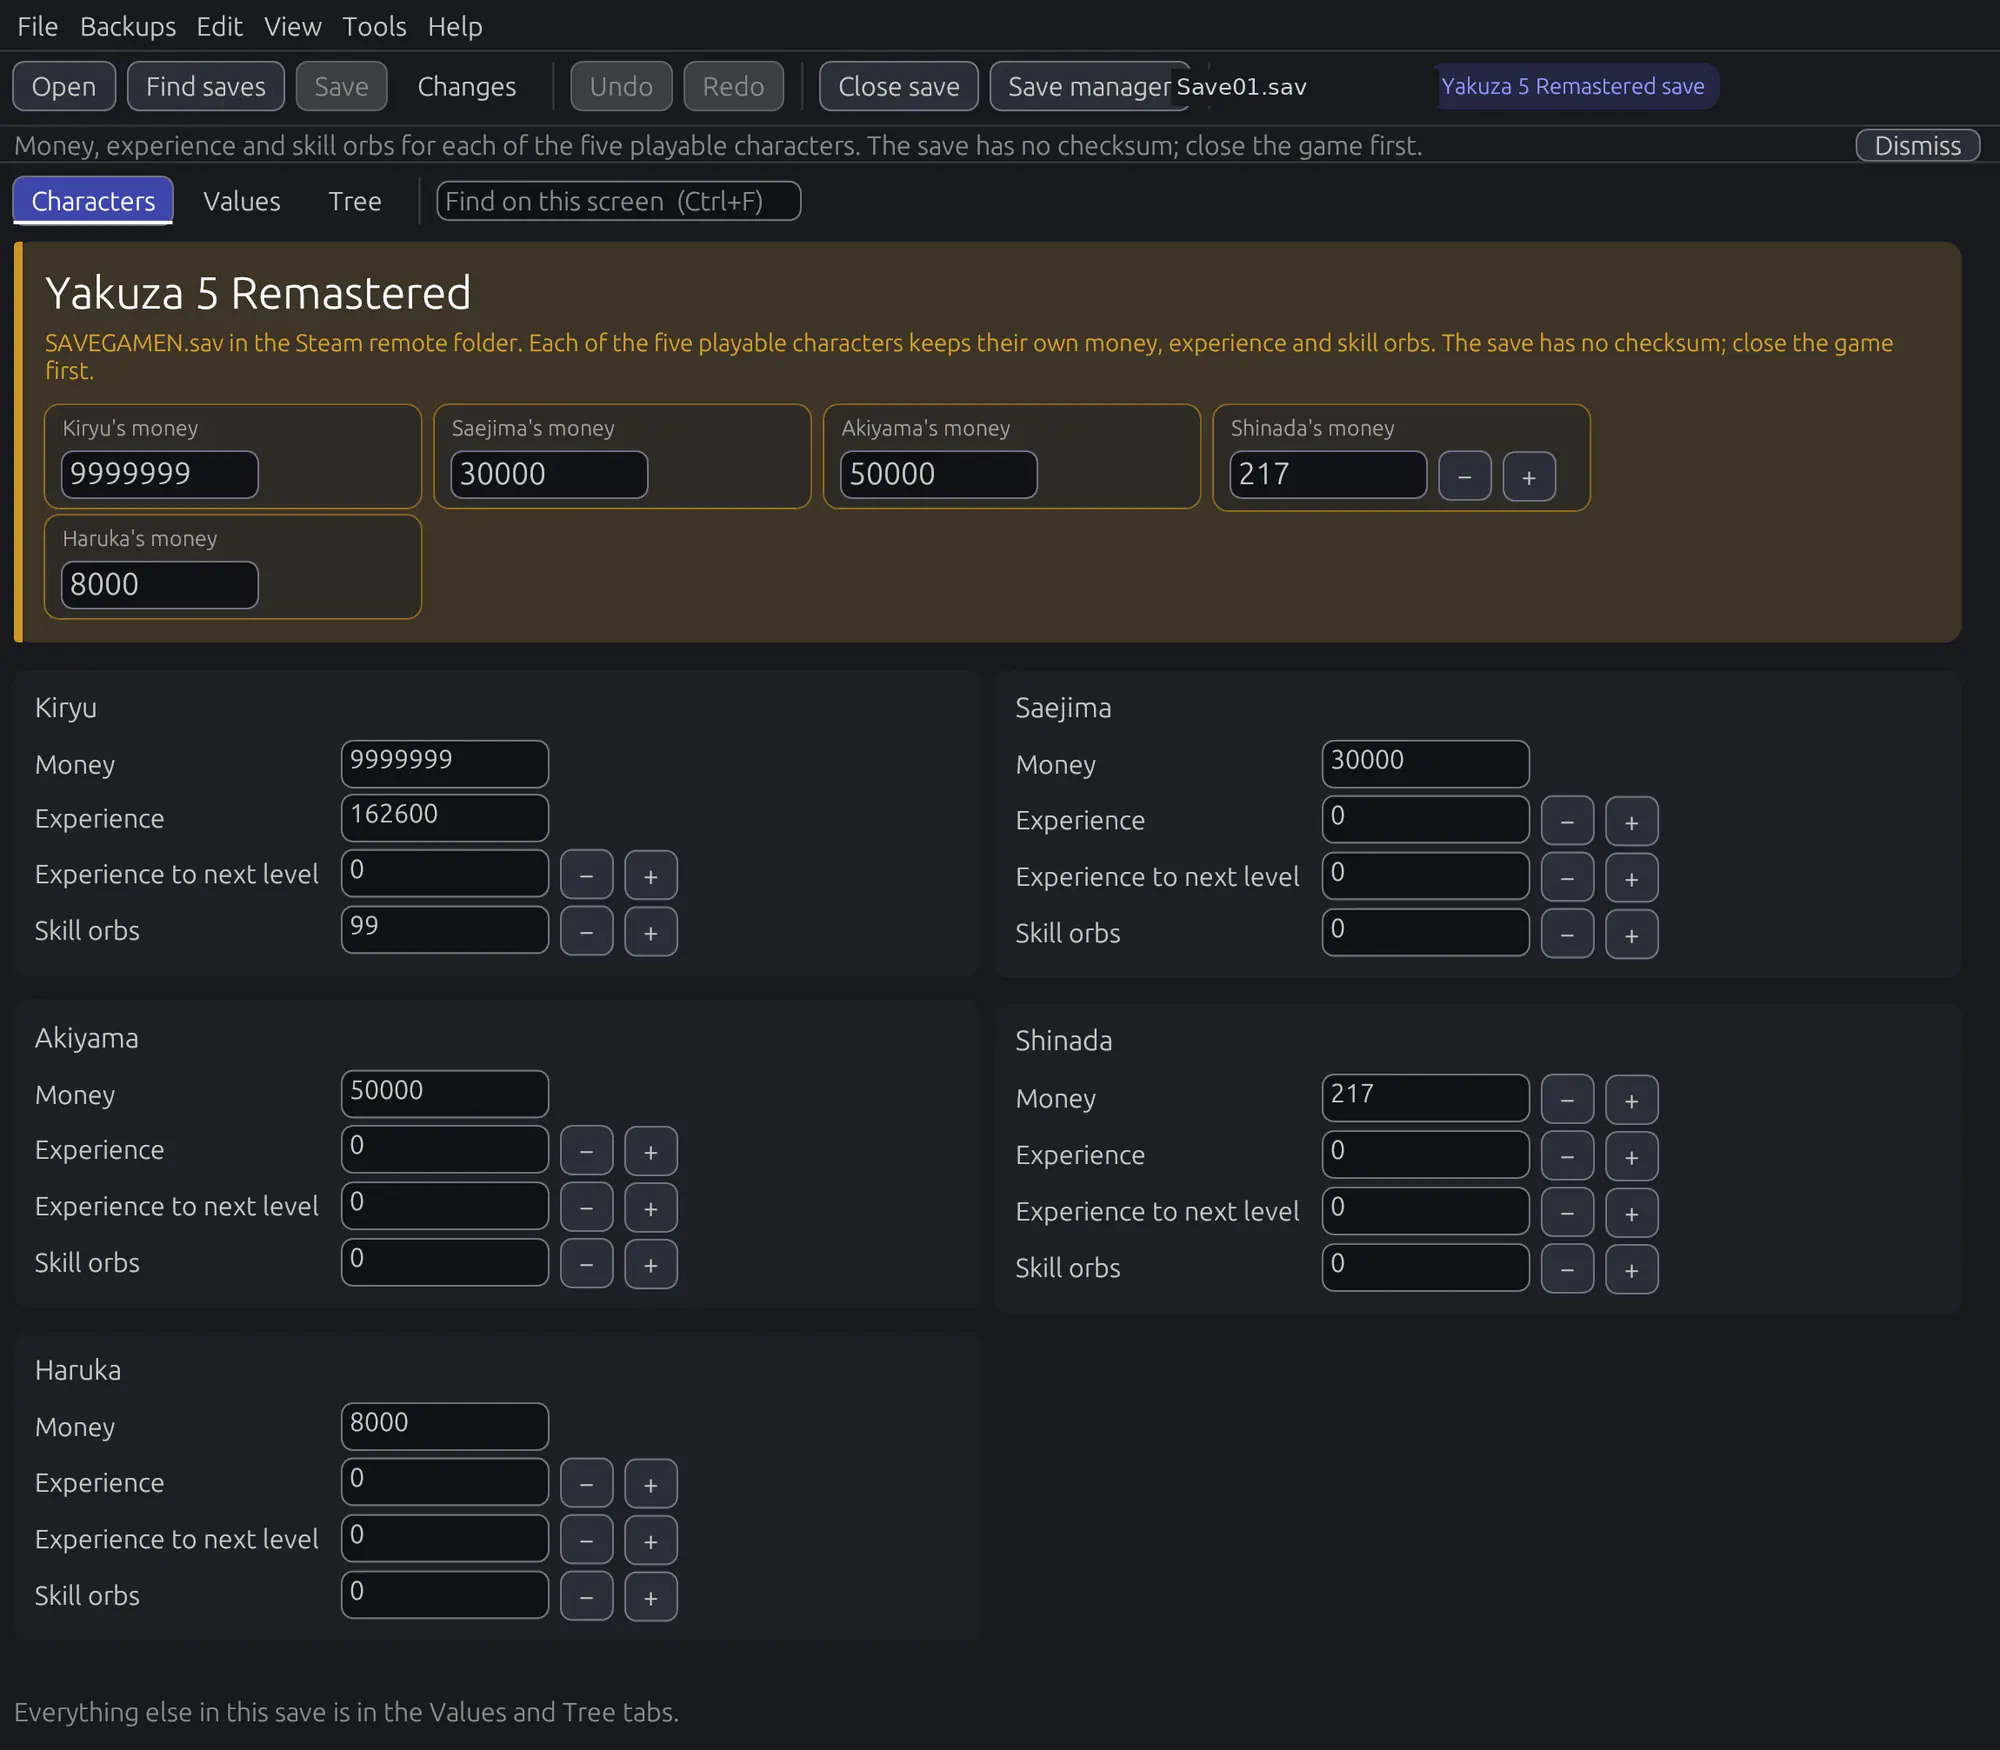 File Backups Edit View Tools Help
Open Find saves Save Changes Undo Redo Close save Save manager Save01.sav Yakuza 5 Remastered save
Money, experience and skill orbs for each of the five playable characters. The save has no checksum; close the game first. Dismiss
Characters Values Tree Find on this screen (Ctrl+F)
Yakuza 5 Remastered
SAVEGAMEN.sav in the Steam remote folder. Each of the five playable characters keeps their own money, experience and skill orbs. The save has no checksum; close the game
first.
Kiryu's money Saejima's money Akiyama's money Shinada's money
9999999 30000 50000 217 − +
Haruka's money
8000
Kiryu
Money 9999999
Experience 162600
Experience to next level 0 − +
Skill orbs 99 − +
Saejima
Money 30000
Experience 0 − +
Experience to next level 0 − +
Skill orbs 0 − +
Akiyama
Money 50000
Experience 0 − +
Experience to next level 0 − +
Skill orbs 0 − +
Shinada
Money 217 − +
Experience 0 − +
Experience to next level 0 − +
Skill orbs 0 − +
Haruka
Money 8000
Experience 0 − +
Experience to next level 0 − +
Skill orbs 0 − +
Everything else in this save is in the Values and Tree tabs.